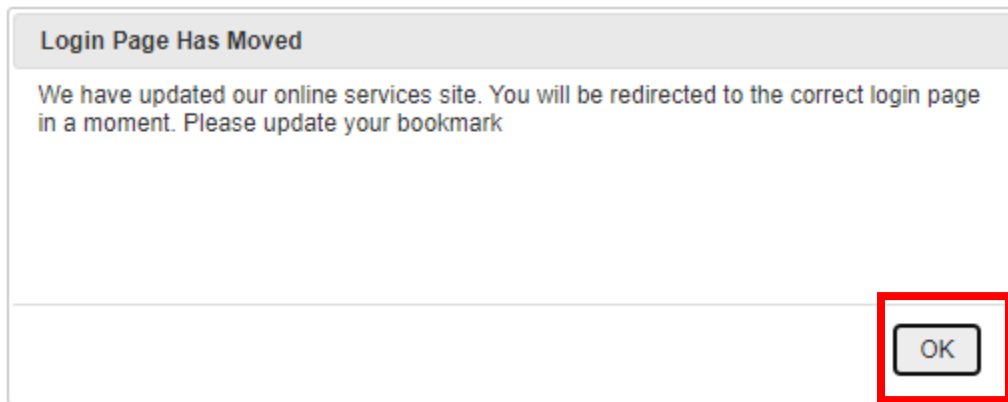 Login Page Has Moved
We have updated our online services site. You will be redirected to the correct login page
in a moment. Please update your bookmark
OK